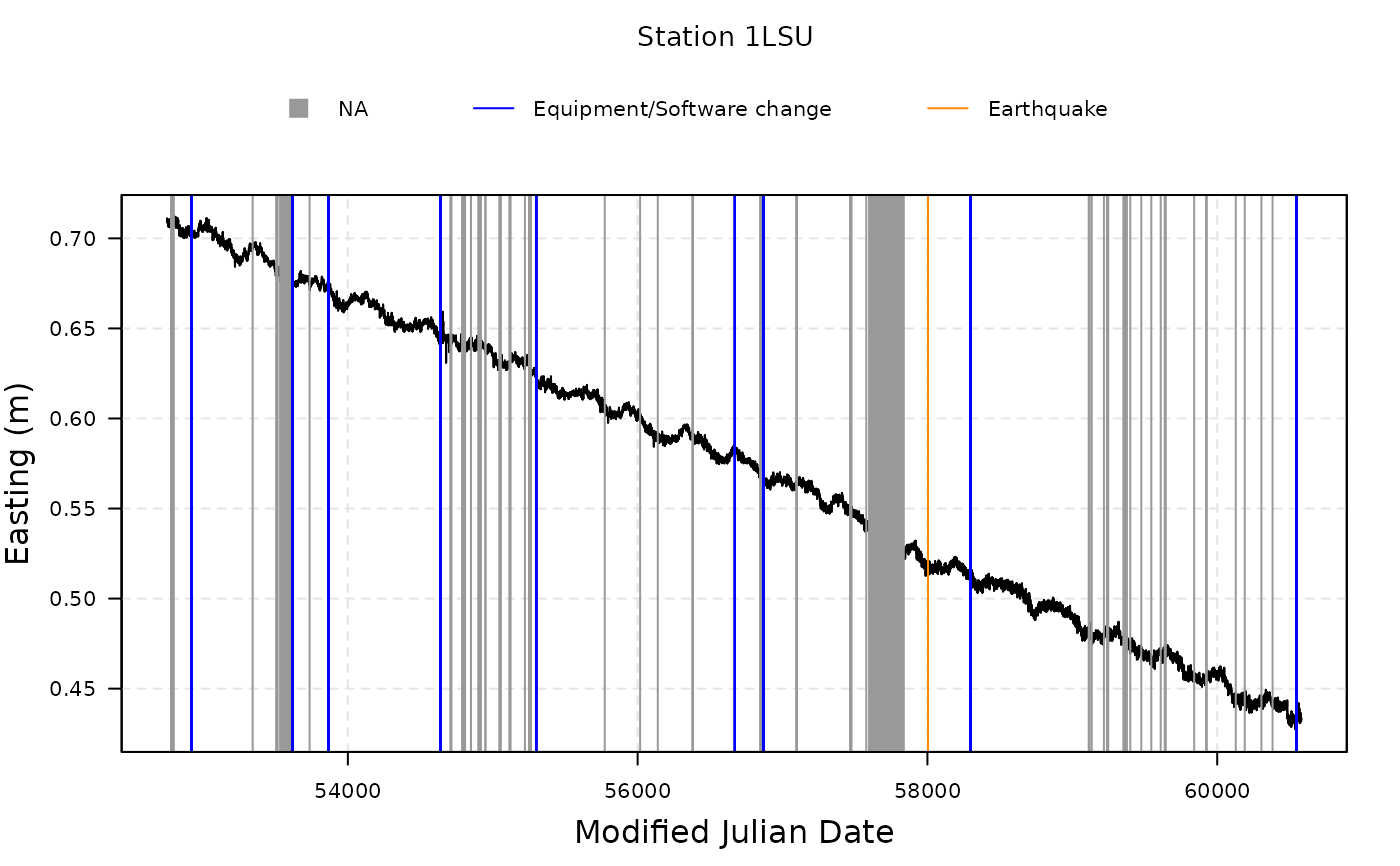 Station 1LSU
NA Equipment/Software change Earthquake
0.70
0.65
0.60
0.55
0.50
0.45
Easting (m)
54000 56000 58000 60000
Modified Julian Date